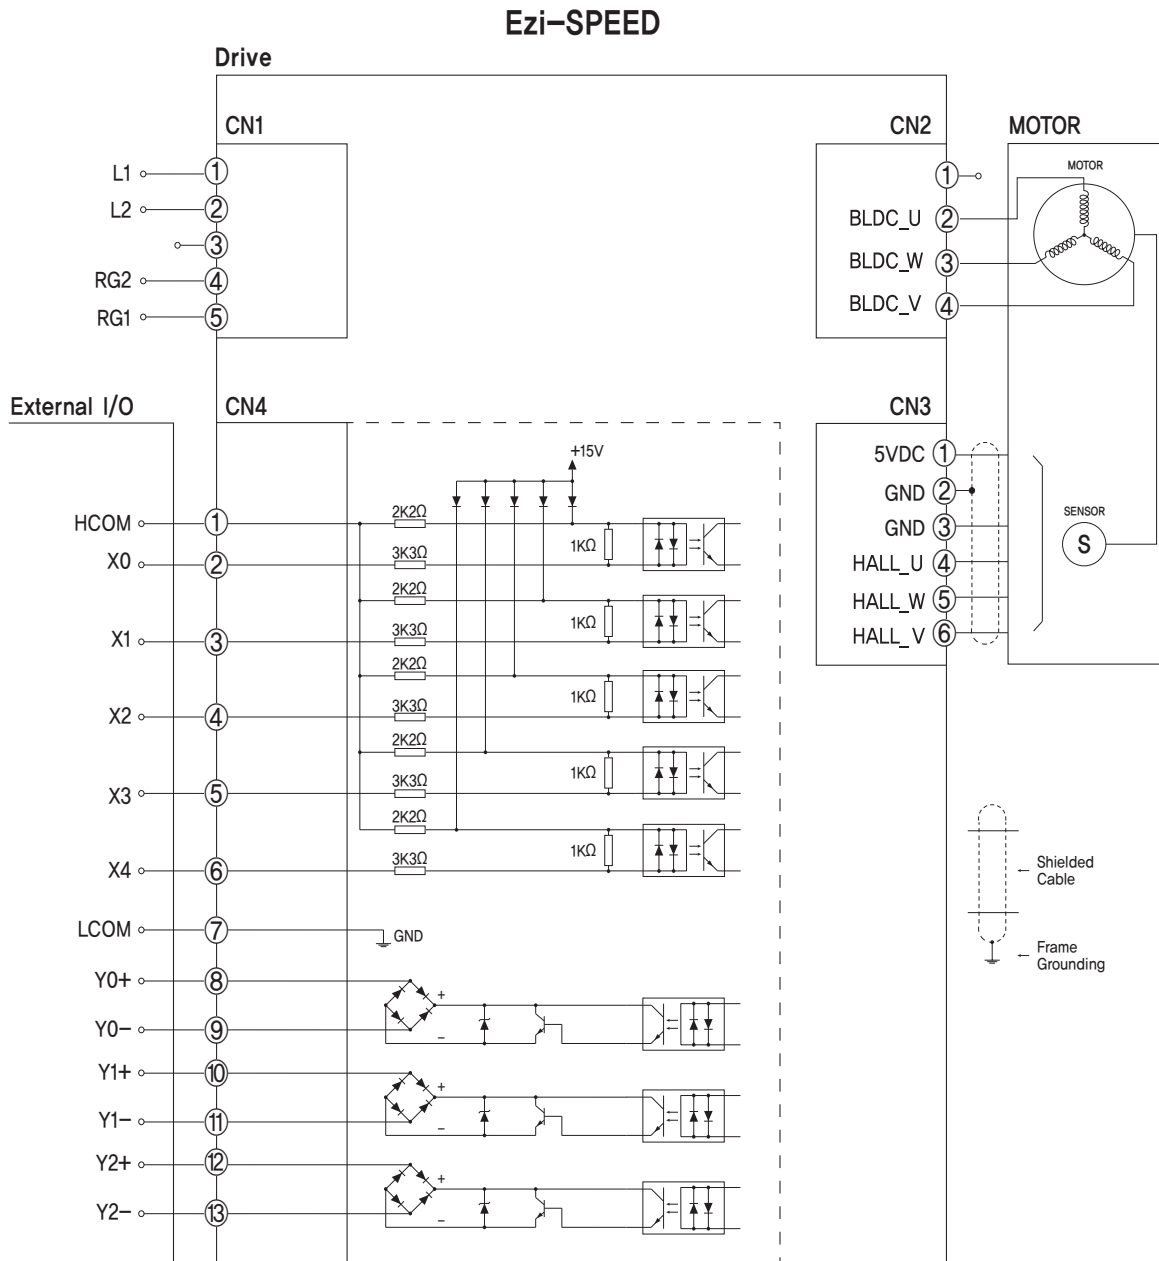 Ezi-SPEED
Drive
CN1
L1 1
L2 2
3
RG2 4
RG1 5
CN2
1
BLDC_U 2
BLDC_W 3
BLDC_V 4
MOTOR
MOTOR
External I/O
CN4
+15V
HCOM 1 2K2Ω
1KΩ
X0 2 3K3Ω
2K2Ω
1KΩ
X1 3 3K3Ω
2K2Ω
1KΩ
X2 4 3K3Ω
2K2Ω
1KΩ
X3 5 3K3Ω
2K2Ω
1KΩ
X4 6 3K3Ω
LCOM 7 GND
Y0+ 8
+
Y0- 9 -
Y1+ 10
+
Y1- 11 -
Y2+ 12
+
Y2- 13 -
CN3
5VDC 1
GND 2
GND 3
HALL_U 4
HALL_W 5
HALL_V 6
SENSOR
S
Shielded
Cable
Frame
Grounding